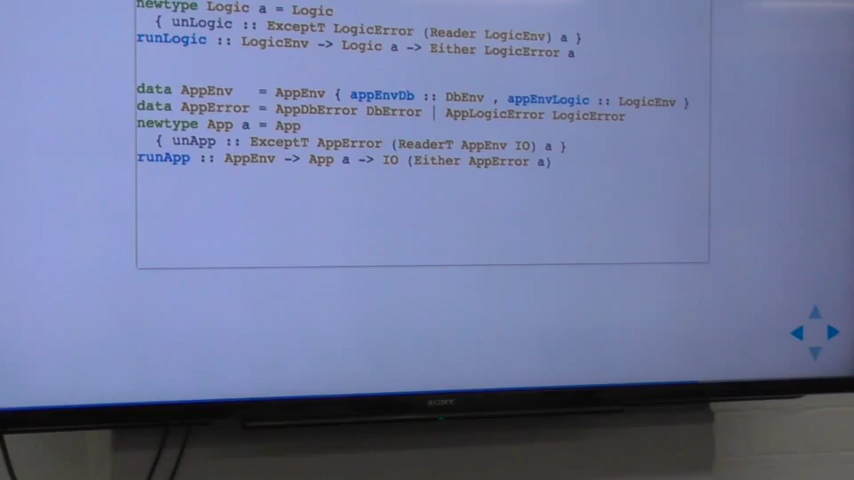 newtype Logic a = Logic
{ unLogic :: ExceptT LogicError (Reader LogicEnv) a }
runLogic :: LogicEnv -> Logic a -> Either LogicError a
data AppEnv = AppEnv { appEnvDb :: DbEnv , appEnvLogic :: LogicEnv }
data AppError = AppDbError DbError | AppLogicError LogicError
newtype App a = App
{ unApp :: ExceptT AppError (ReaderT AppEnv IO) a }
runApp :: AppEnv -> App a -> IO (Either AppError a)
SONY